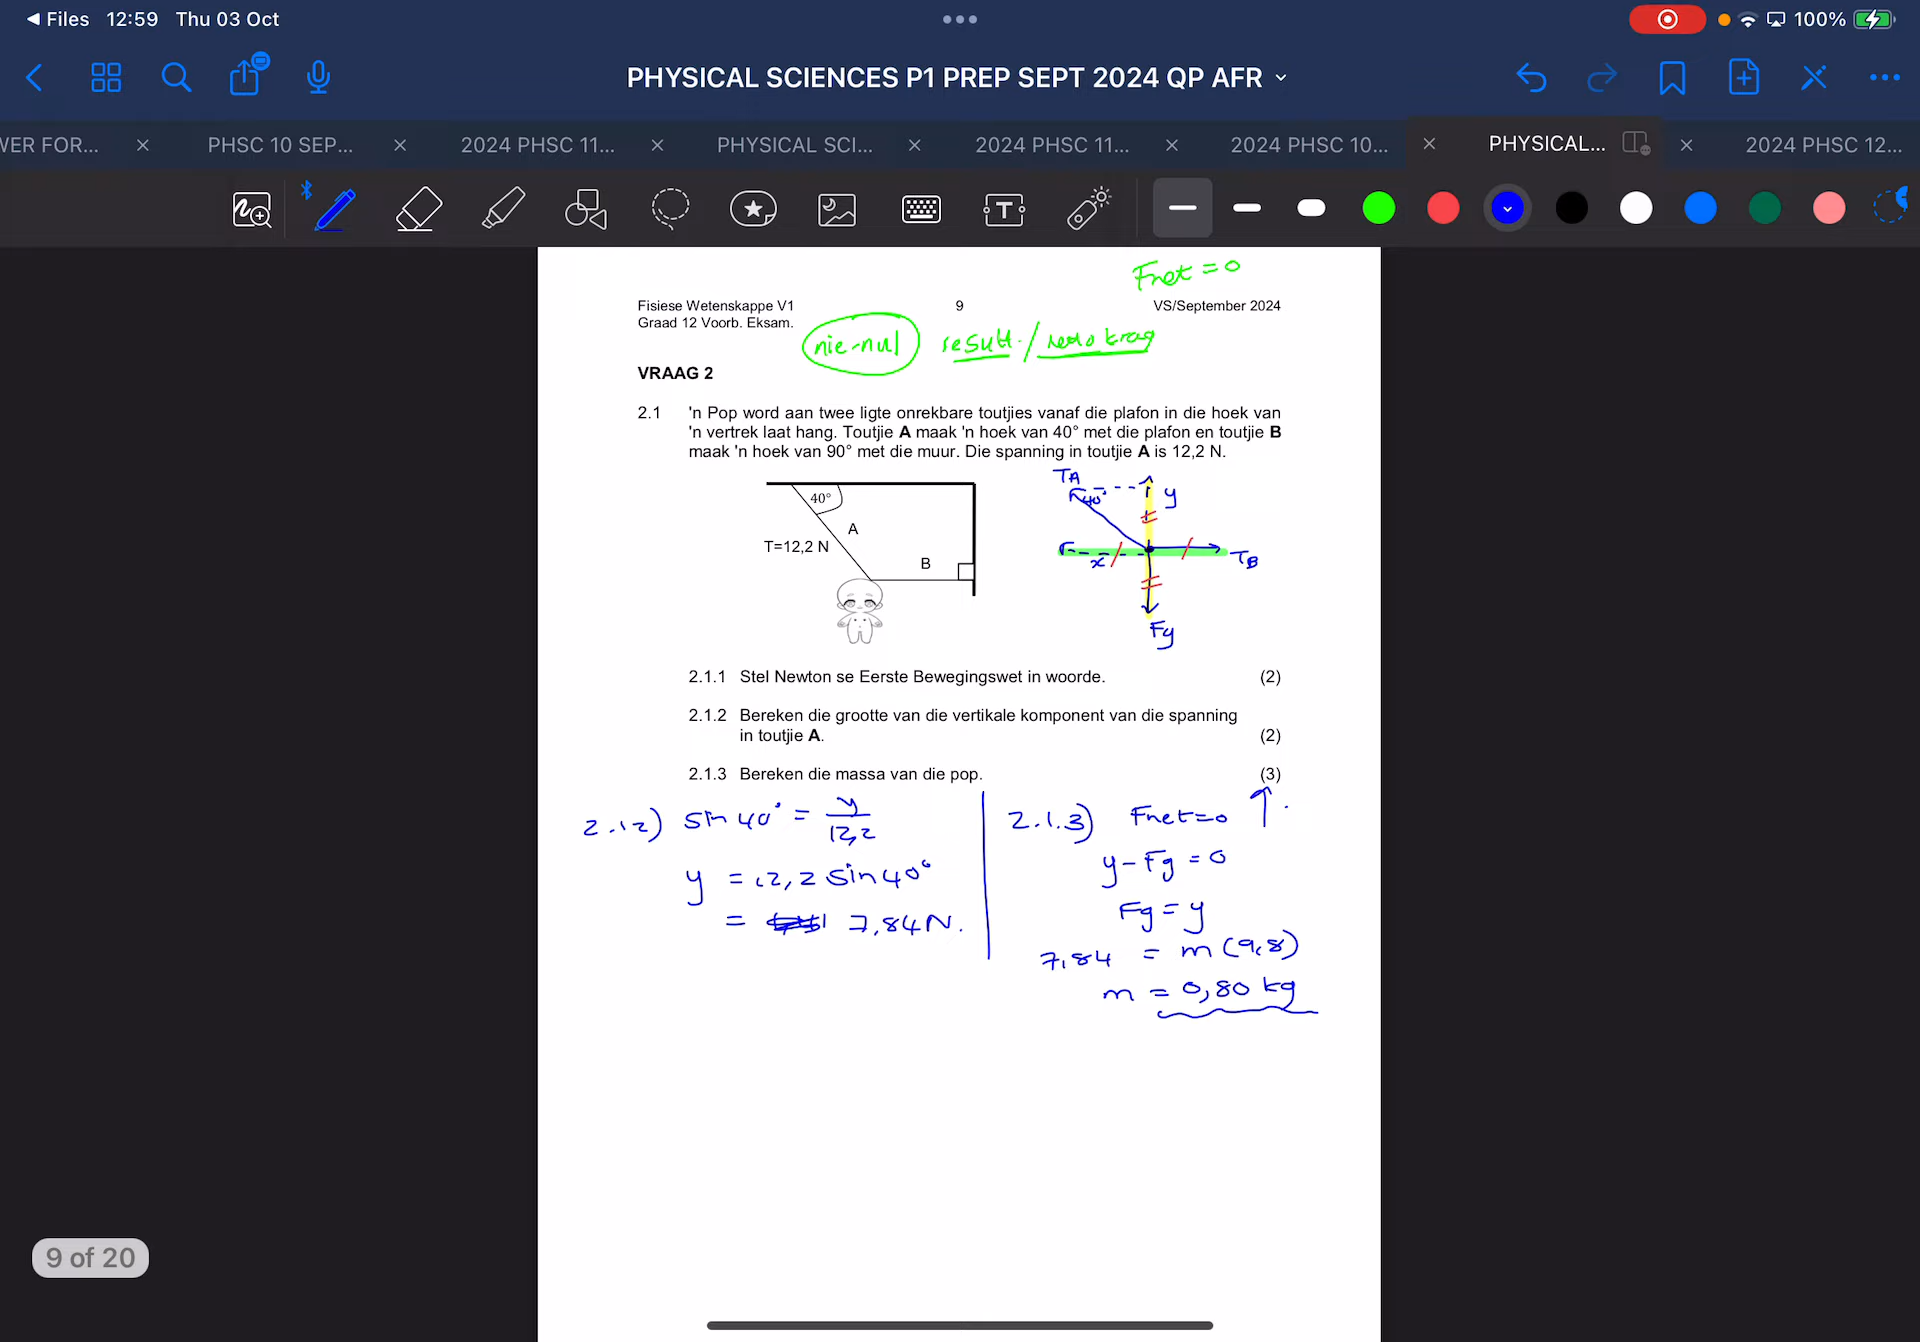 Files 12:59 Thu 03 Oct 100%
PHYSICAL SCIENCES P1 PREP SEPT 2024 QP AFR
WER FOR... PHSC 10 SEP... 2024 PHSC 11... PHYSICAL SCI... 2024 PHSC 11... 2024 PHSC 10... PHYSICAL... 2024 PHSC 12...
Fnet = 0
Fisiese Wetenskappe V1 9 VS/September 2024
Graad 12 Voorb. Eksam.
nie-nul result. / krag
VRAAG 2
2.1 'n Pop word aan twee ligte onrekbare toutjies vanaf die plafon in die hoek van
'n vertrek laat hang. Toutjie A maak 'n hoek van 40° met die plafon en toutjie B
maak 'n hoek van 90° met die muur. Die spanning in toutjie A is 12,2 N.
40°
A
T=12,2 N
B
TA
40°
y
x
TB
Fg
2.1.1 Stel Newton se Eerste Bewegingswet in woorde. (2)
2.1.2 Bereken die grootte van die vertikale komponent van die spanning
in toutjie A. (2)
2.1.3 Bereken die massa van die pop. (3)
2.12) sin 40° = y/12,2
y = 12,2 sin 40°
= 7,84 N.
2.1.3) Fnet = 0 ↑
y - Fg = 0
Fg = y
7,84 = m (9,8)
m = 0,80 kg
9 of 20